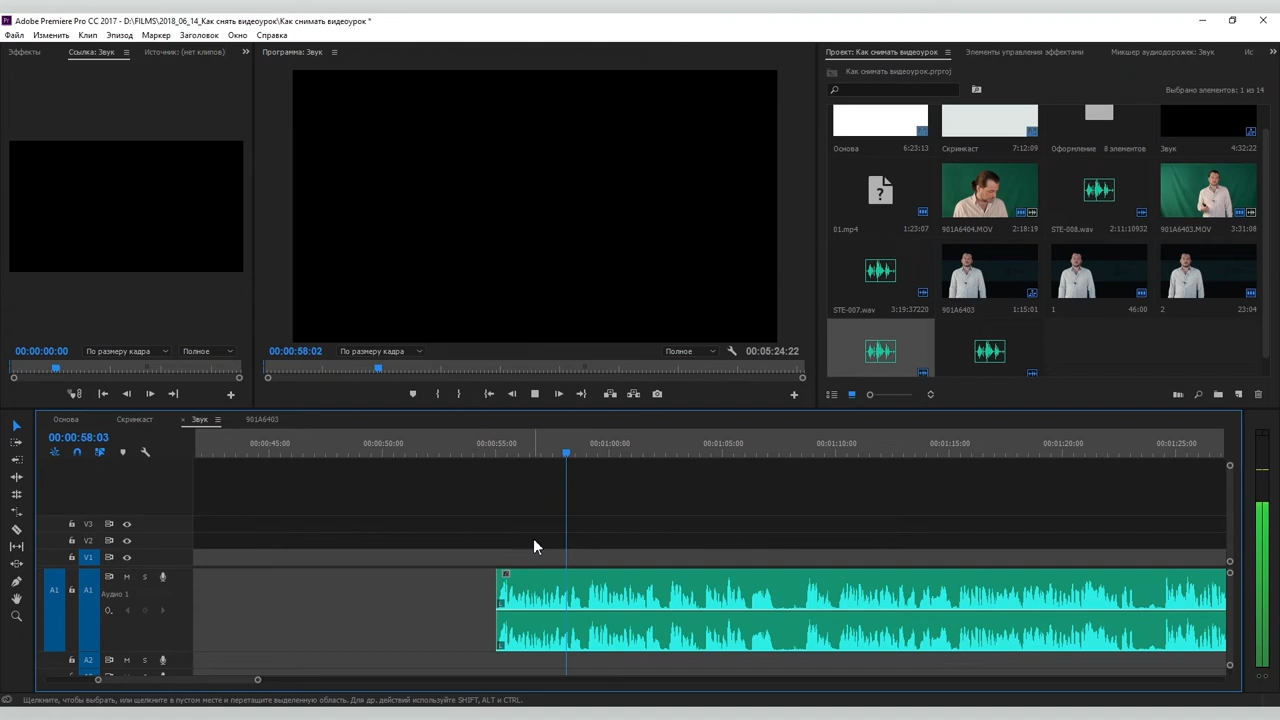 Adobe Premiere Pro CC 2017 - D:\FILMS\2018_06_14_Как снять видеоурок\Как снимать видеоурок *
Файл Изменить Клип Эпизод Маркер Заголовок Окно Справка
Эффекты Ссылка: Звук Источник: (нет клипов)
Программа: Звук
Проект: Как снимать видеоурок Элементы управления эффектами Микшер аудиодорожек: Звук Ис
Как снимать видеоурок.prproj
Выбрано элементов: 1 из 14
Основа 6:23:13 Скринкаст 7:12:09 Оформление 8 элементов Звук 4:32:22
01.mp4 1:23:07 901A6404.MOV 2:18:19 STE-008.wav 2:11:10932 901A6403.MOV 3:31:08
STE-007.wav 3:19:37220 901A6403 1:15:01 1 46:00 2 23:04
00:00:00:00 По размеру кадра Полное
00:00:58:02 По размеру кадра Полное 00:05:24:22
Основа Скринкаст × Звук 901A6403
00:00:58:03
00:00:45:00 00:00:50:00 00:00:55:00 00:01:00:00 00:01:05:00 00:01:10:00 00:01:15:00 00:01:20:00 00:01:25:00
V3
V2
V1
A1 A1 M S
Аудио 1
L
L
A2 M S
Щелкните, чтобы выбрать, или щелкните в пустом месте и перетащите выделенную область. Для др. действий используйте SHIFT, ALT и CTRL.